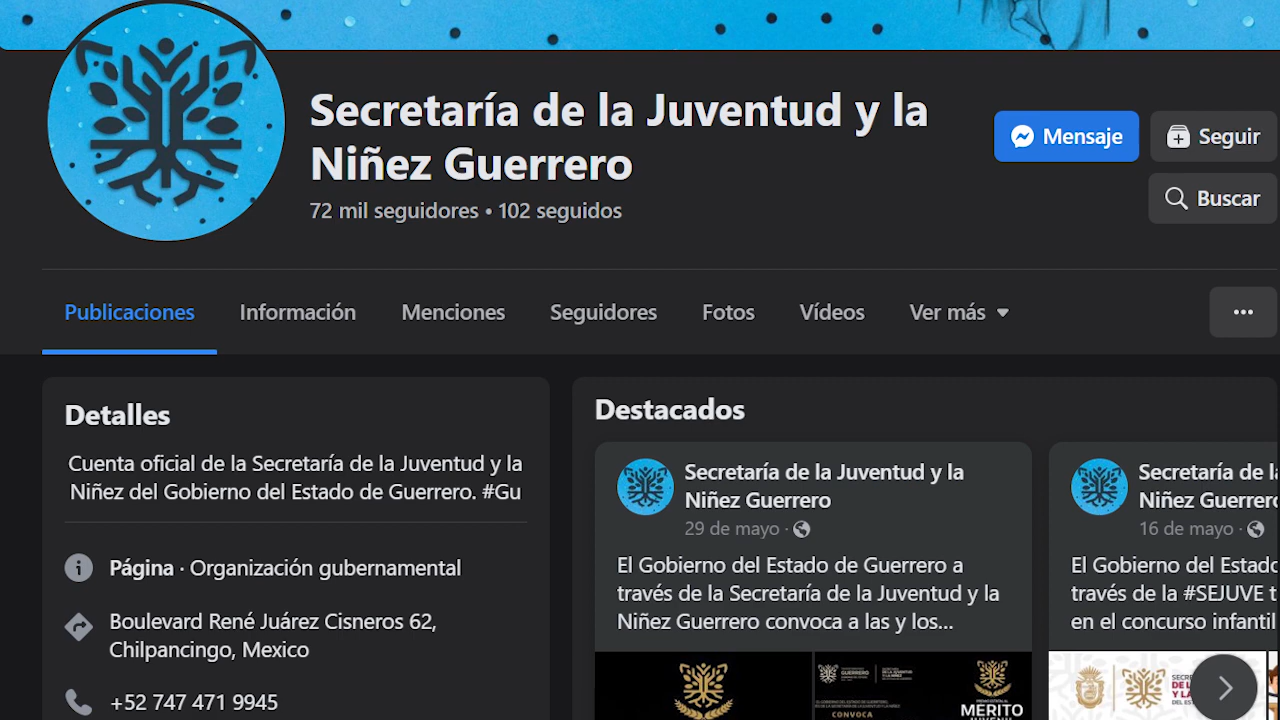 Secretaría de la Juventud y la
Niñez Guerrero
72 mil seguidores • 102 seguidos
Mensaje
Seguir
Buscar
Publicaciones
Información
Menciones
Seguidores
Fotos
Vídeos
Ver más
Detalles
Cuenta oficial de la Secretaría de la Juventud y la
Niñez del Gobierno del Estado de Guerrero. #Gu
Página · Organización gubernamental
Boulevard René Juárez Cisneros 62,
Chilpancingo, Mexico
+52 747 471 9945
Destacados
Secretaría de la Juventud y la
Niñez Guerrero
29 de mayo ·
El Gobierno del Estado de Guerrero a
través de la Secretaría de la Juventud y la
Niñez Guerrero convoca a las y los...
GUERRERO
CONVOCA
MERITO
Secretaría de la
Niñez Guerrero
16 de mayo ·
El Gobierno del Estado
través de la #SEJUVE t
en el concurso infantil